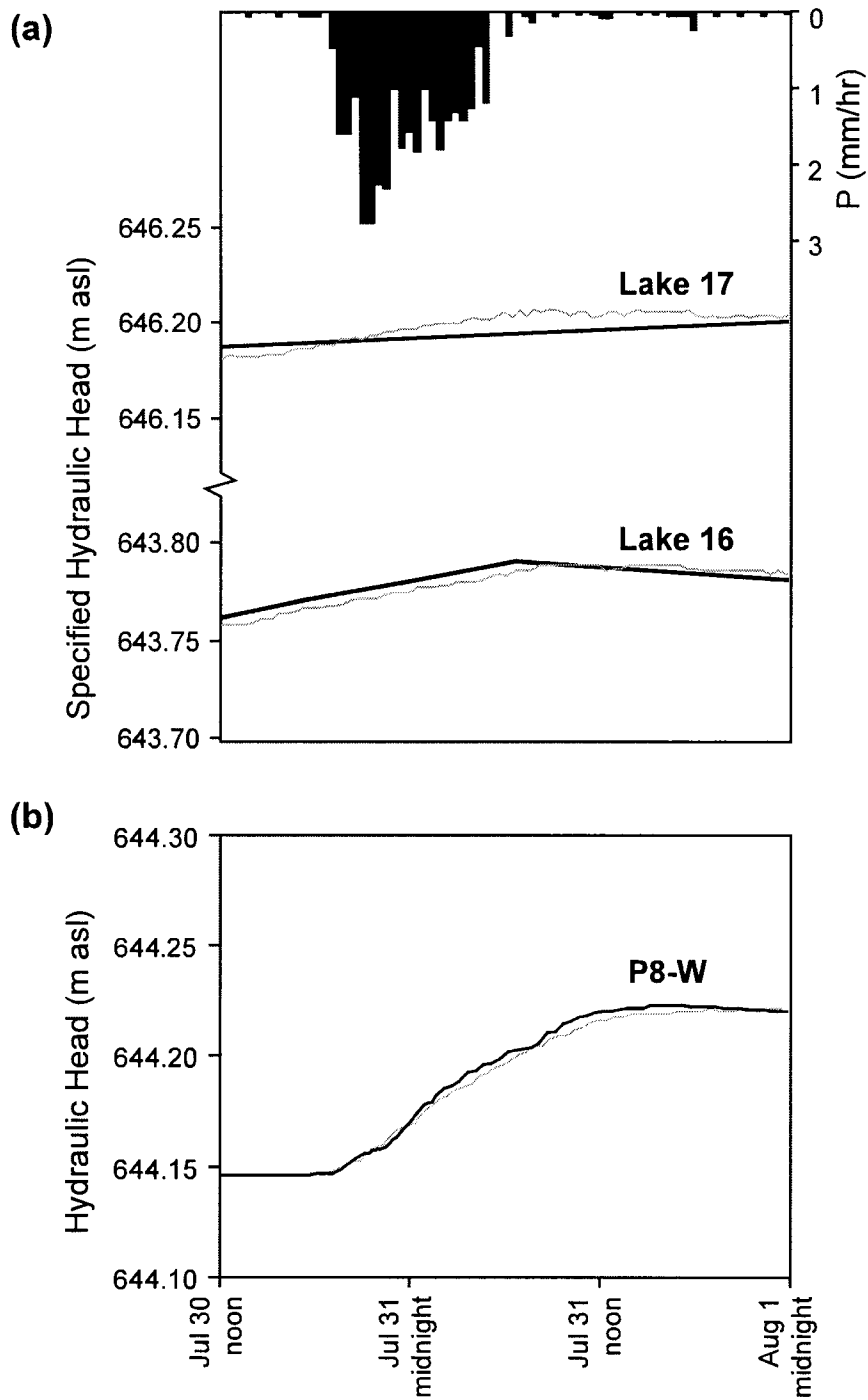 (a)
0
1
2
3
P (mm/hr)
646.25
646.20
646.15
643.80
643.75
643.70
Specified Hydraulic Head (m asl)
Lake 17
Lake 16
(b)
644.30
644.25
644.20
644.15
644.10
Hydraulic Head (m asl)
P8-W
Jul 30
noon
Jul 31
midnight
Jul 31
noon
Aug 1
midnight